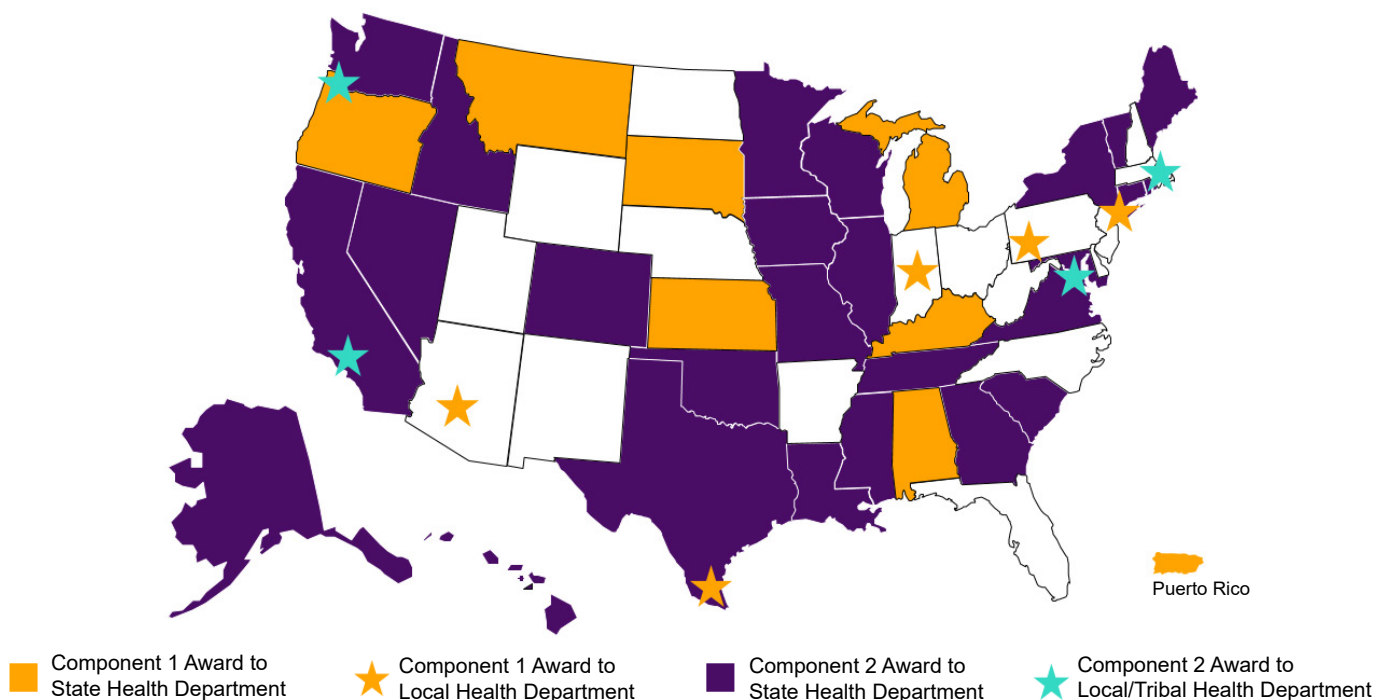 Puerto Rico
Component 1 Award to
State Health Department
Component 1 Award to
Local Health Department
Component 2 Award to
State Health Department
Component 2 Award to
Local/Tribal Health Department